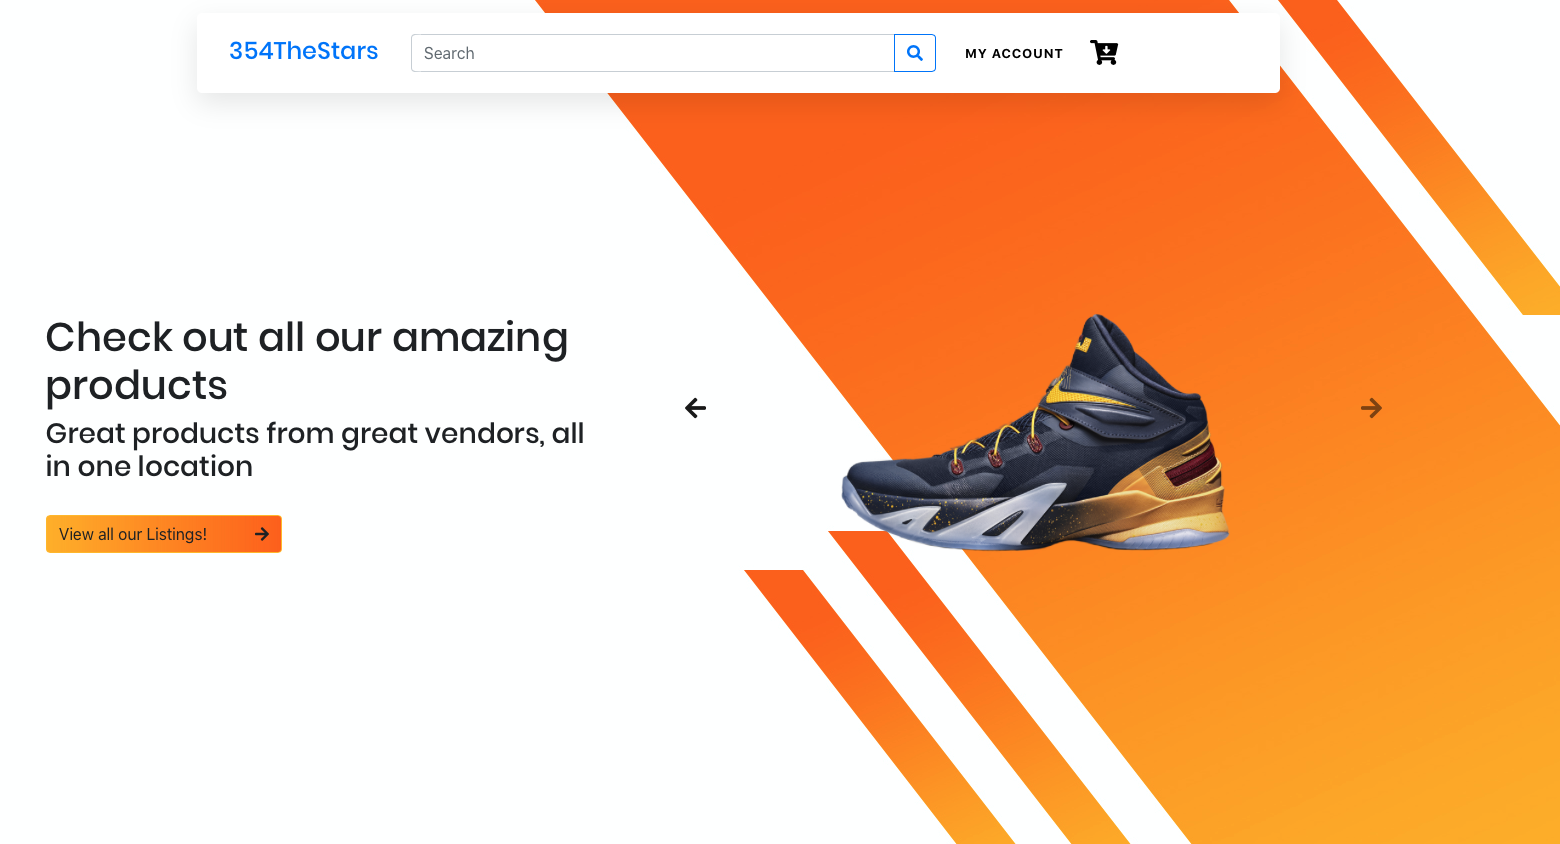 354TheStars
Search
MY ACCOUNT
Check out all our amazing
products
Great products from great vendors, all
in one location
View all our Listings!